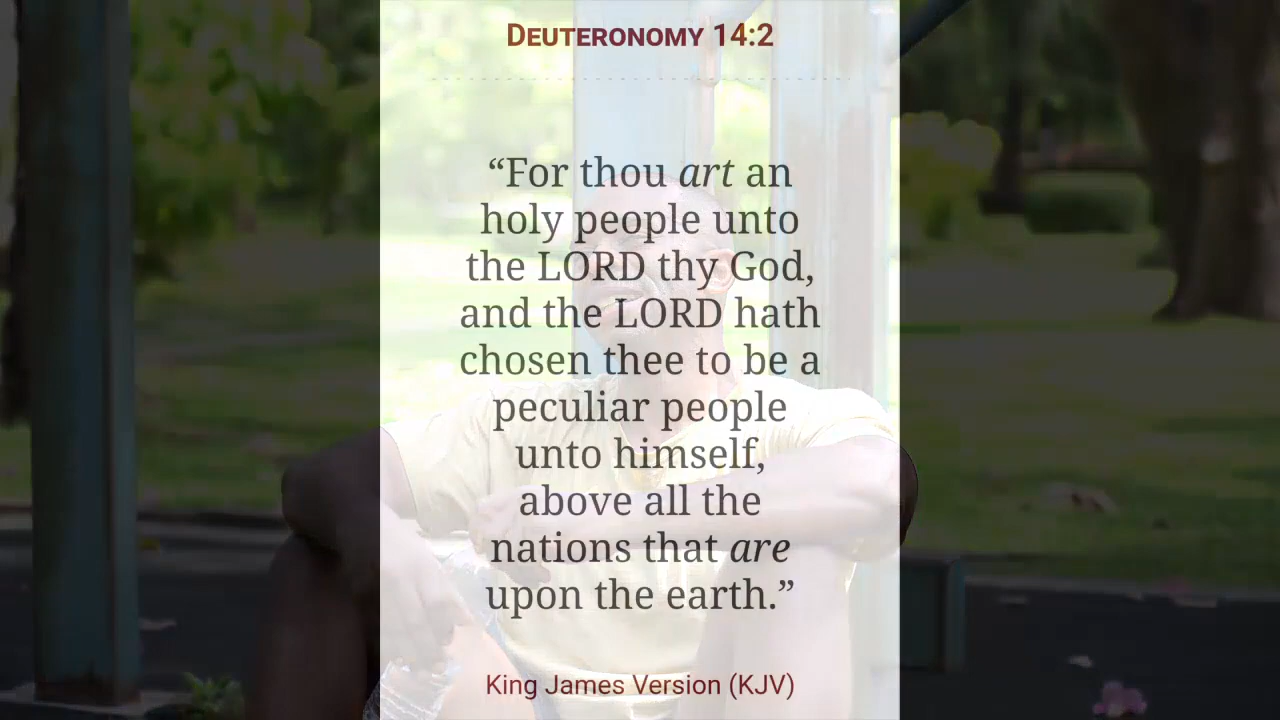 DEUTERONOMY 14:2
“For thou art an
holy people unto
the LORD thy God,
and the LORD hath
chosen thee to be a
peculiar people
unto himself,
above all the
nations that are
upon the earth.”
King James Version (KJV)